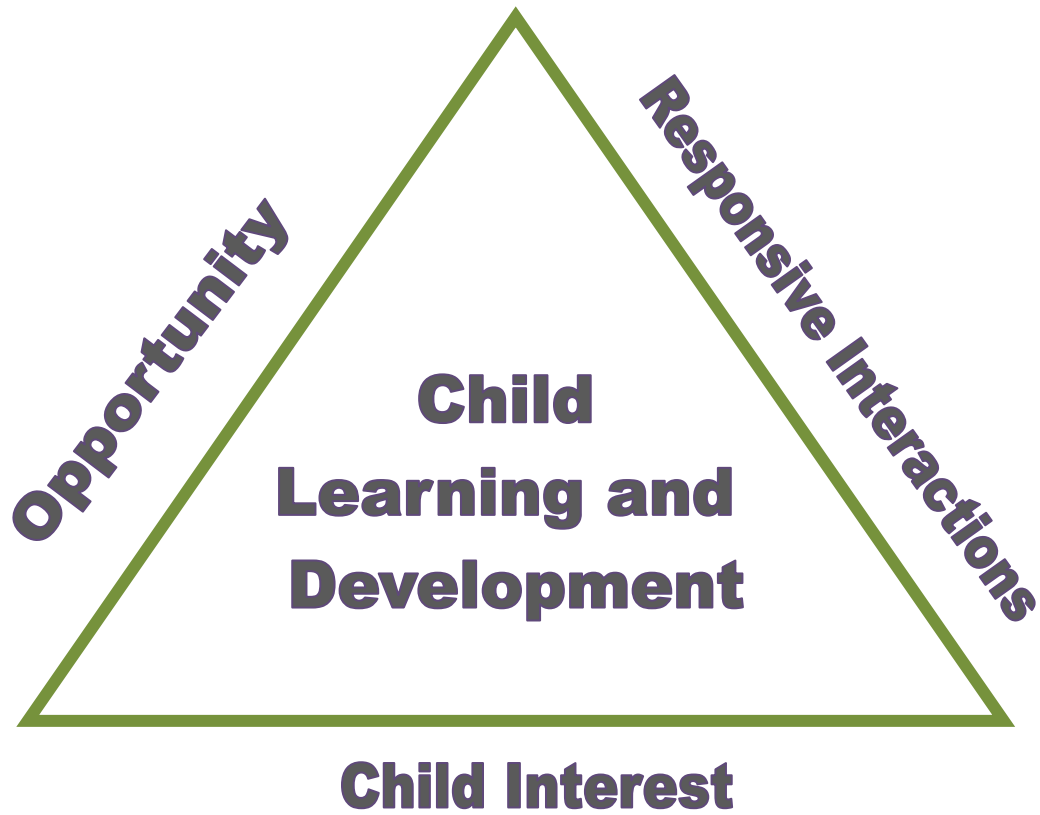 Opportunity
Responsive Interactions
Child
Learning and
Development
Child Interest